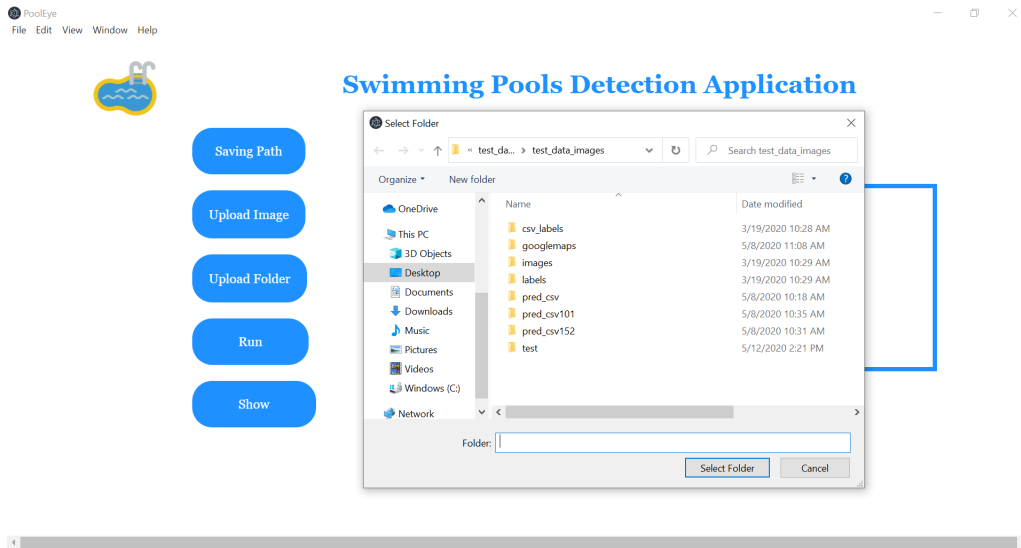 PoolEye
File Edit View Window Help
Swimming Pools Detection Application
Saving Path
Upload Image
Upload Folder
Run
Show
Select Folder
« test_da... › test_data_images
Search test_data_images
Organize
New folder
OneDrive
This PC
3D Objects
Desktop
Documents
Downloads
Music
Pictures
Videos
Windows (C:)
Network
Name Date modified
csv_labels 3/19/2020 10:28 AM
googlemaps 5/8/2020 11:08 AM
images 3/19/2020 10:29 AM
labels 3/19/2020 10:29 AM
pred_csv 5/8/2020 10:18 AM
pred_csv101 5/8/2020 10:35 AM
pred_csv152 5/8/2020 10:31 AM
test 5/12/2020 2:21 PM
Folder:
Select Folder Cancel